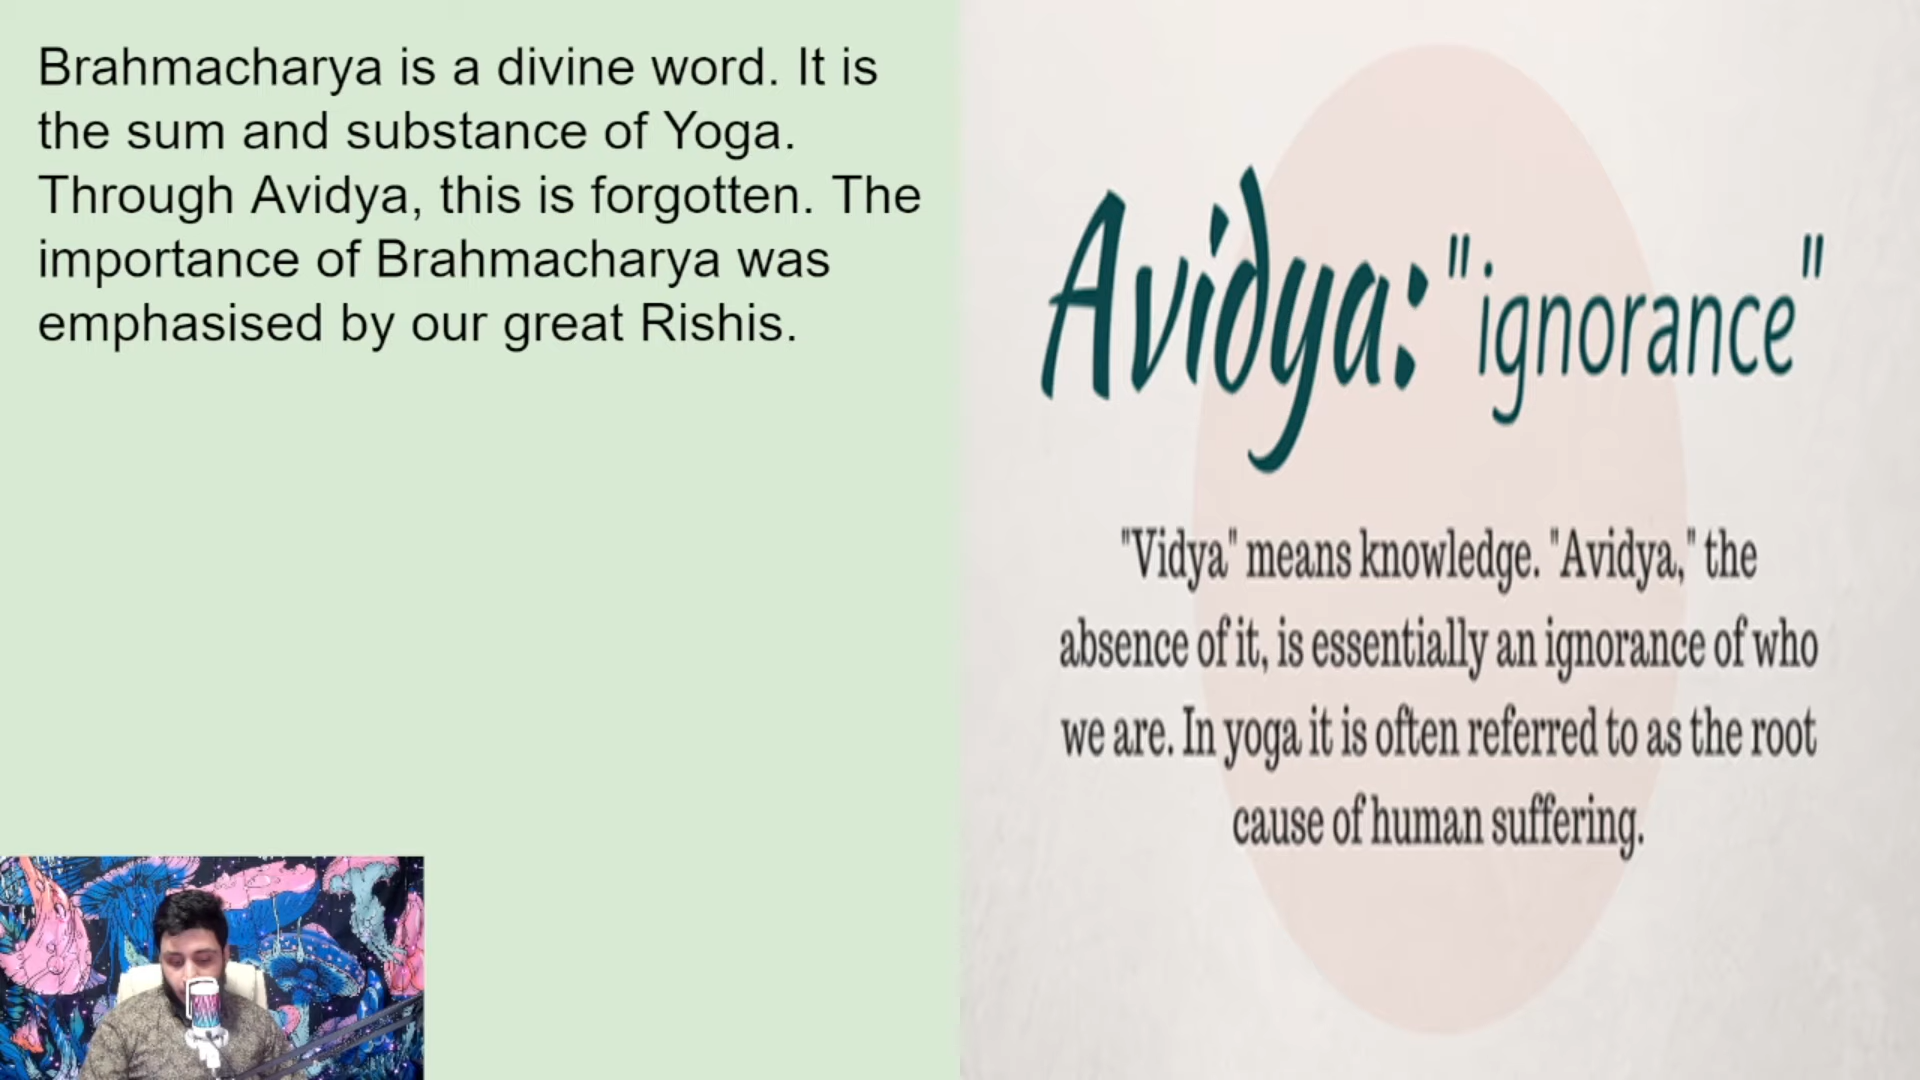 Brahmacharya is a divine word. It is
the sum and substance of Yoga.
Through Avidya, this is forgotten. The
importance of Brahmacharya was
emphasised by our great Rishis.
Avidya: "ignorance"
"Vidya" means knowledge. "Avidya," the
absence of it, is essentially an ignorance of who
we are. In yoga it is often referred to as the root
cause of human suffering.